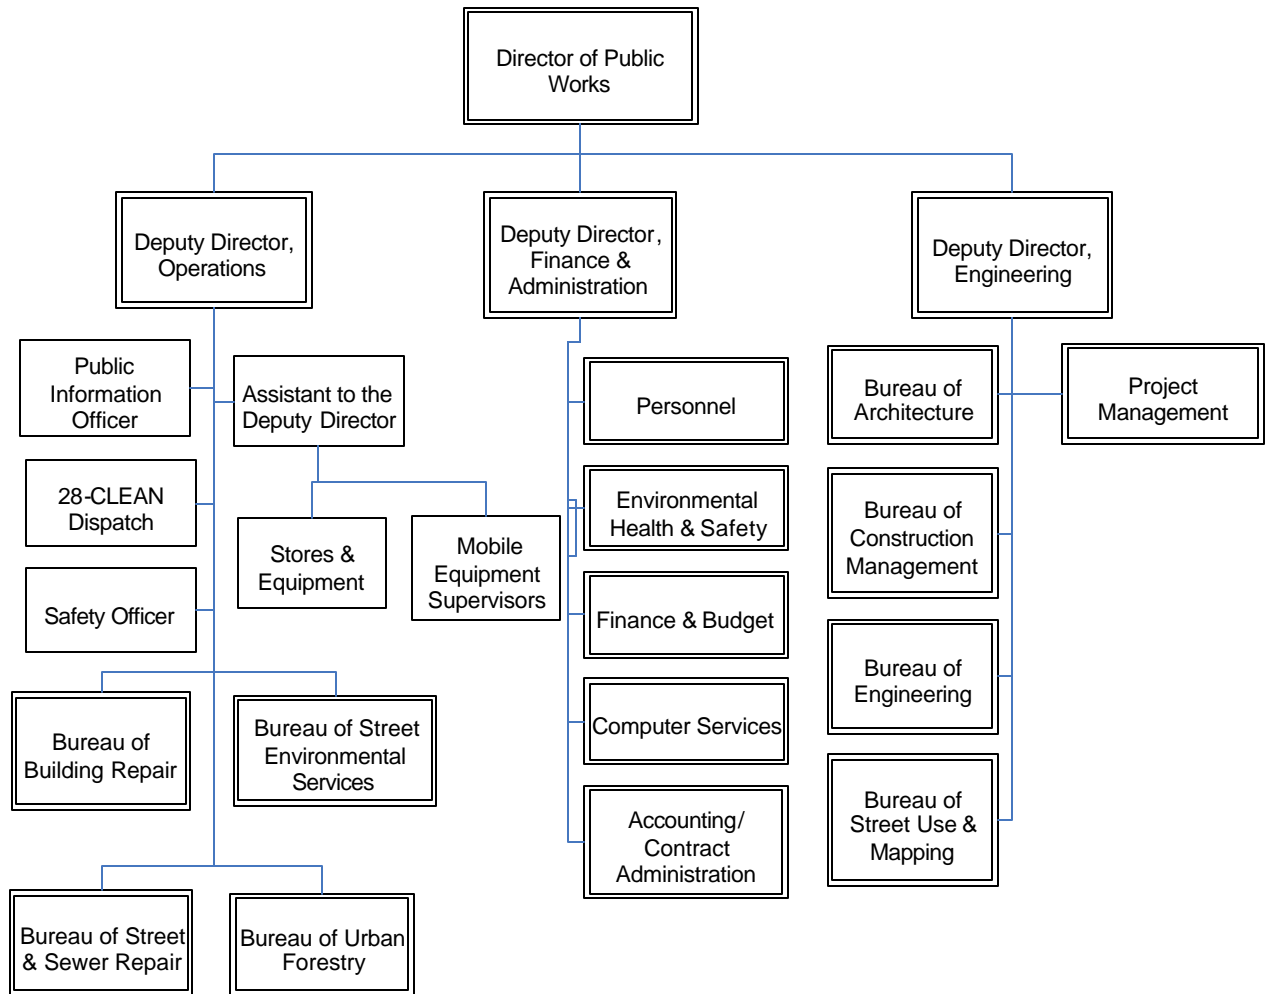 Director of Public
Works
Deputy Director,
Operations
Deputy Director,
Finance &
Administration
Deputy Director,
Engineering
Public
Information
Officer
Assistant to the
Deputy Director
28-CLEAN
Dispatch
Stores &
Equipment
Mobile
Equipment
Supervisors
Safety Officer
Bureau of
Building Repair
Bureau of Street
Environmental
Services
Bureau of Street
& Sewer Repair
Bureau of Urban
Forestry
Personnel
Environmental
Health & Safety
Finance & Budget
Computer Services
Accounting/
Contract
Administration
Bureau of
Architecture
Project
Management
Bureau of
Construction
Management
Bureau of
Engineering
Bureau of
Street Use &
Mapping